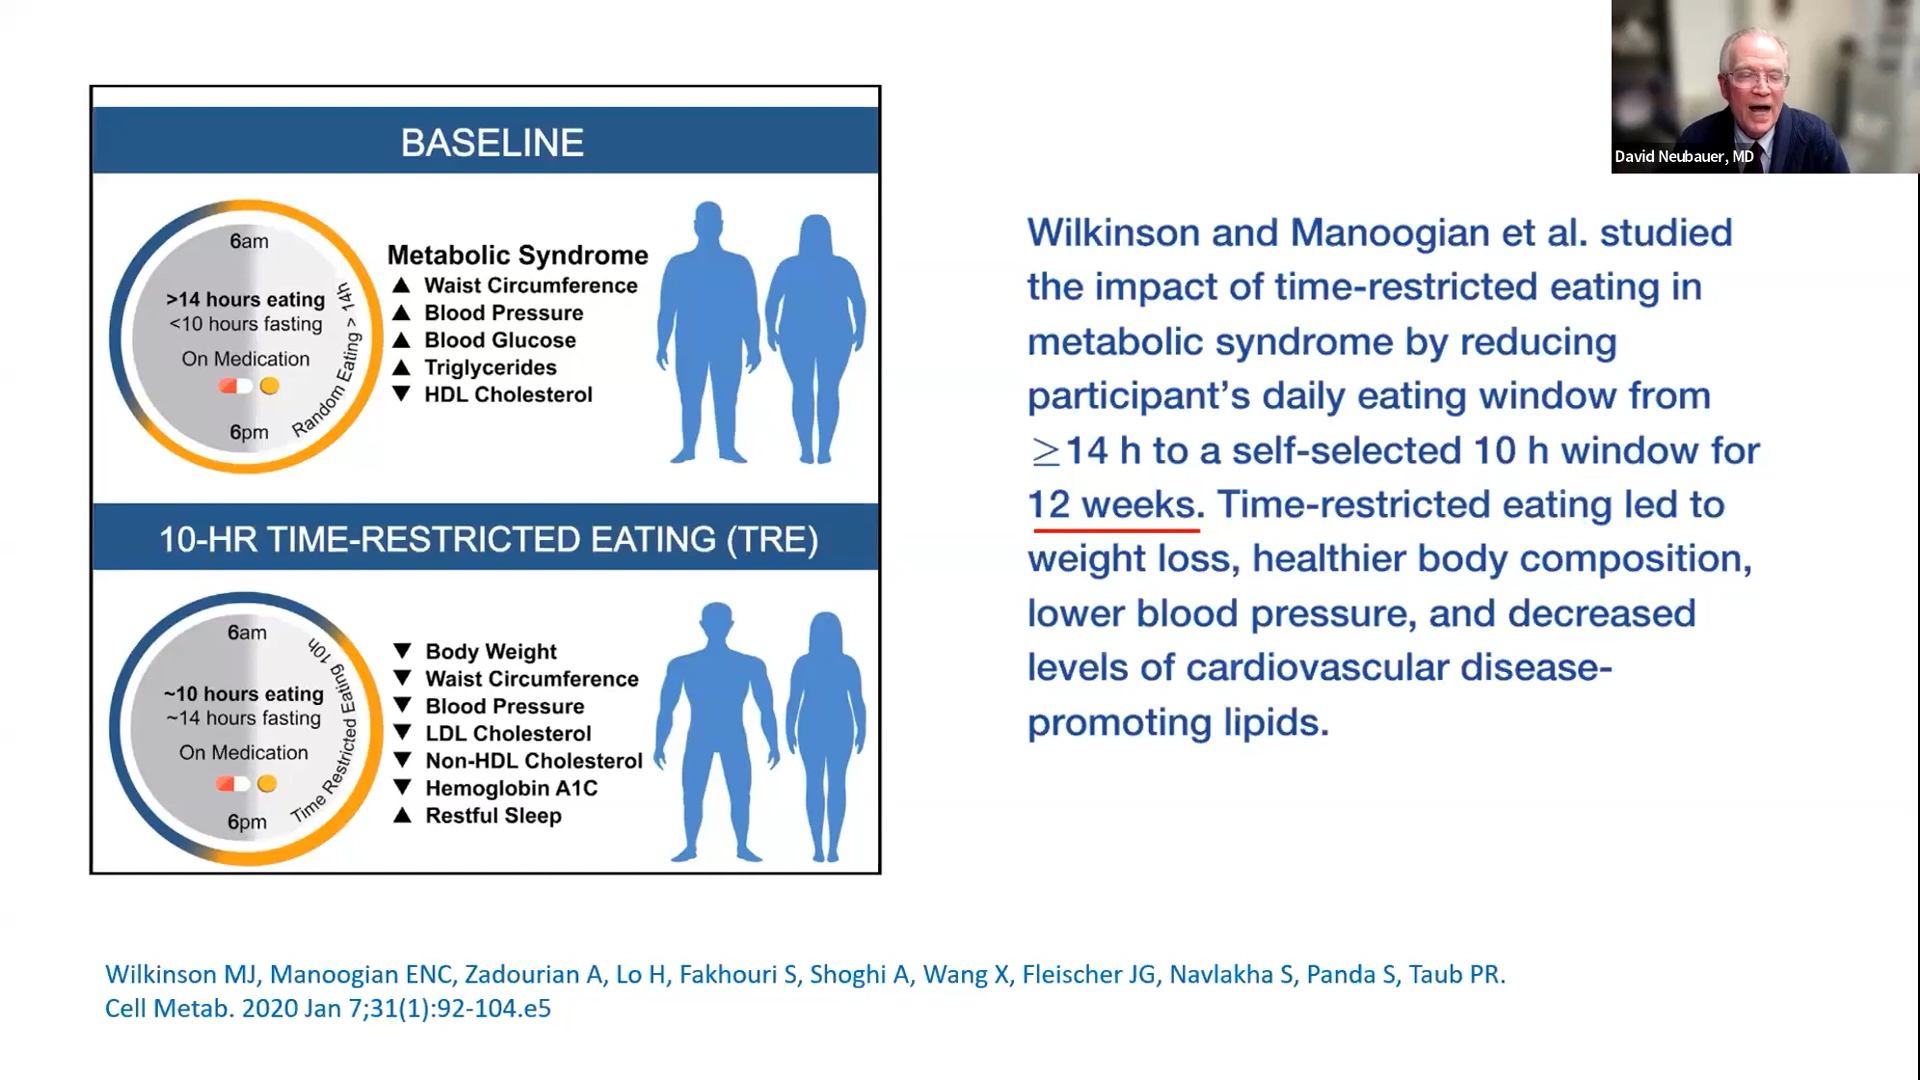 David Neubauer, MD
BASELINE
6am
>14 hours eating
<10 hours fasting
On Medication
6pm
Random Eating > 14h
Metabolic Syndrome
▲ Waist Circumference
▲ Blood Pressure
▲ Blood Glucose
▲ Triglycerides
▼ HDL Cholesterol
10-HR TIME-RESTRICTED EATING (TRE)
6am
~10 hours eating
~14 hours fasting
On Medication
6pm
Time Restricted Eating 10h
▼ Body Weight
▼ Waist Circumference
▼ Blood Pressure
▼ LDL Cholesterol
▼ Non-HDL Cholesterol
▼ Hemoglobin A1C
▲ Restful Sleep
Wilkinson and Manoogian et al. studied
the impact of time-restricted eating in
metabolic syndrome by reducing
participant’s daily eating window from
≥14 h to a self-selected 10 h window for
12 weeks. Time-restricted eating led to
weight loss, healthier body composition,
lower blood pressure, and decreased
levels of cardiovascular disease-
promoting lipids.
Wilkinson MJ, Manoogian ENC, Zadourian A, Lo H, Fakhouri S, Shoghi A, Wang X, Fleischer JG, Navlakha S, Panda S, Taub PR.
Cell Metab. 2020 Jan 7;31(1):92-104.e5